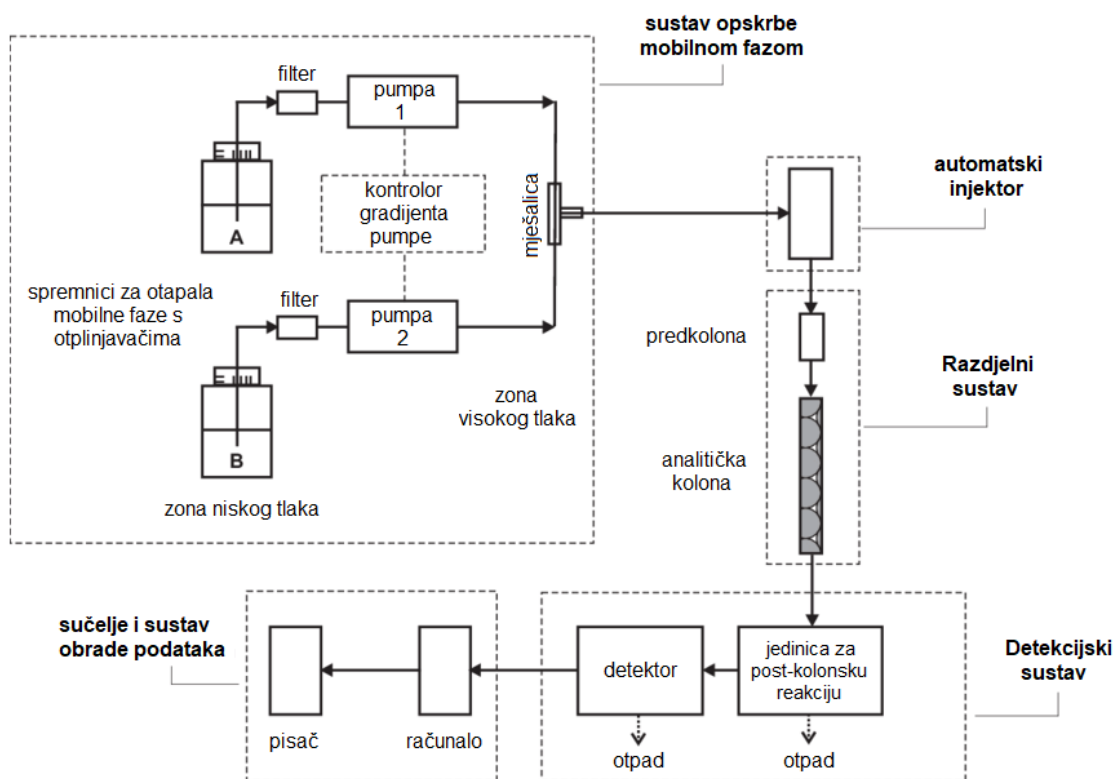 sustav opskrbe
mobilnom fazom
filter
pumpa
1
A
kontrolor
gradijenta
pumpe
mješalica
automatski
injektor
spremnici za otapala
mobilne faze s
otplinjavačima
filter
pumpa
2
B
zona
visokog tlaka
zona niskog tlaka
predkolona
Razdjelni
sustav
analitička
kolona
sučelje i sustav
obrade podataka
pisač
računalo
detektor
jedinica za
post-kolonsku
reakciju
otpad
otpad
Detekcijski
sustav